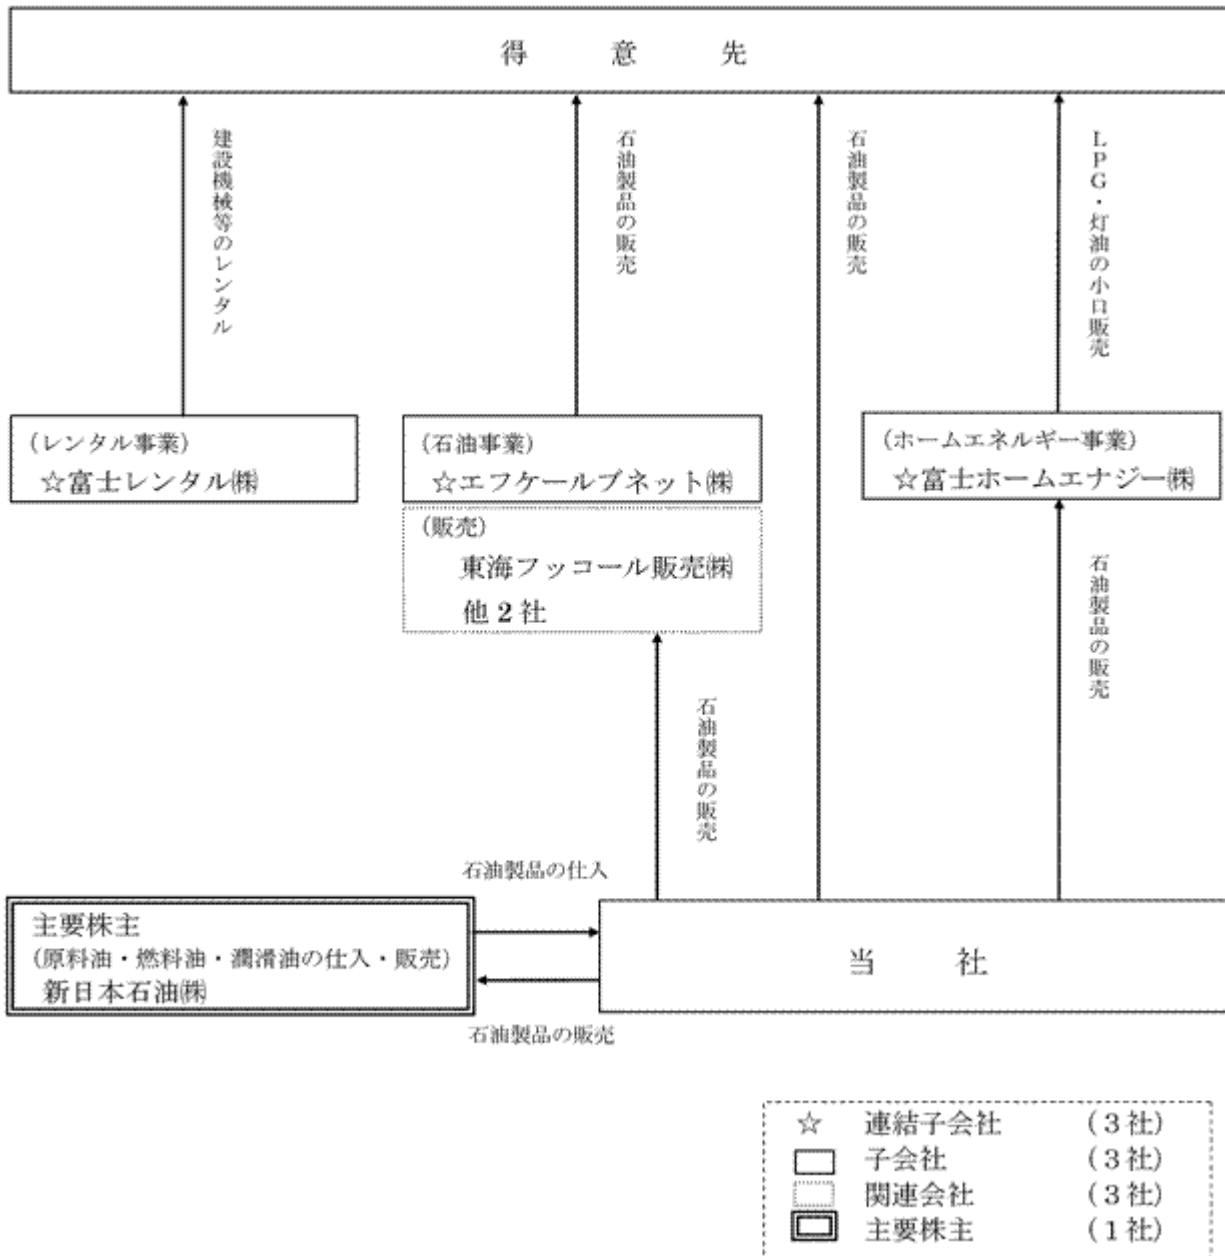 得意先
建設機械等のレンタル
石油製品の販売
石油製品の販売
LPG・灯油の小口販売
(レンタル事業)
☆富士レンタル㈱
(石油事業)
☆エフケールブネット㈱
(販売)
東海フッコール販売㈱
他2社
(ホームエネルギー事業)
☆富士ホームエナジー㈱
石油製品の販売
石油製品の販売
石油製品の仕入
主要株主
(原料油・燃料油・潤滑油の仕入・販売)
新日本石油㈱
当社
石油製品の販売
☆ 連結子会社 (3社)
子会社 (3社)
関連会社 (3社)
主要株主 (1社)